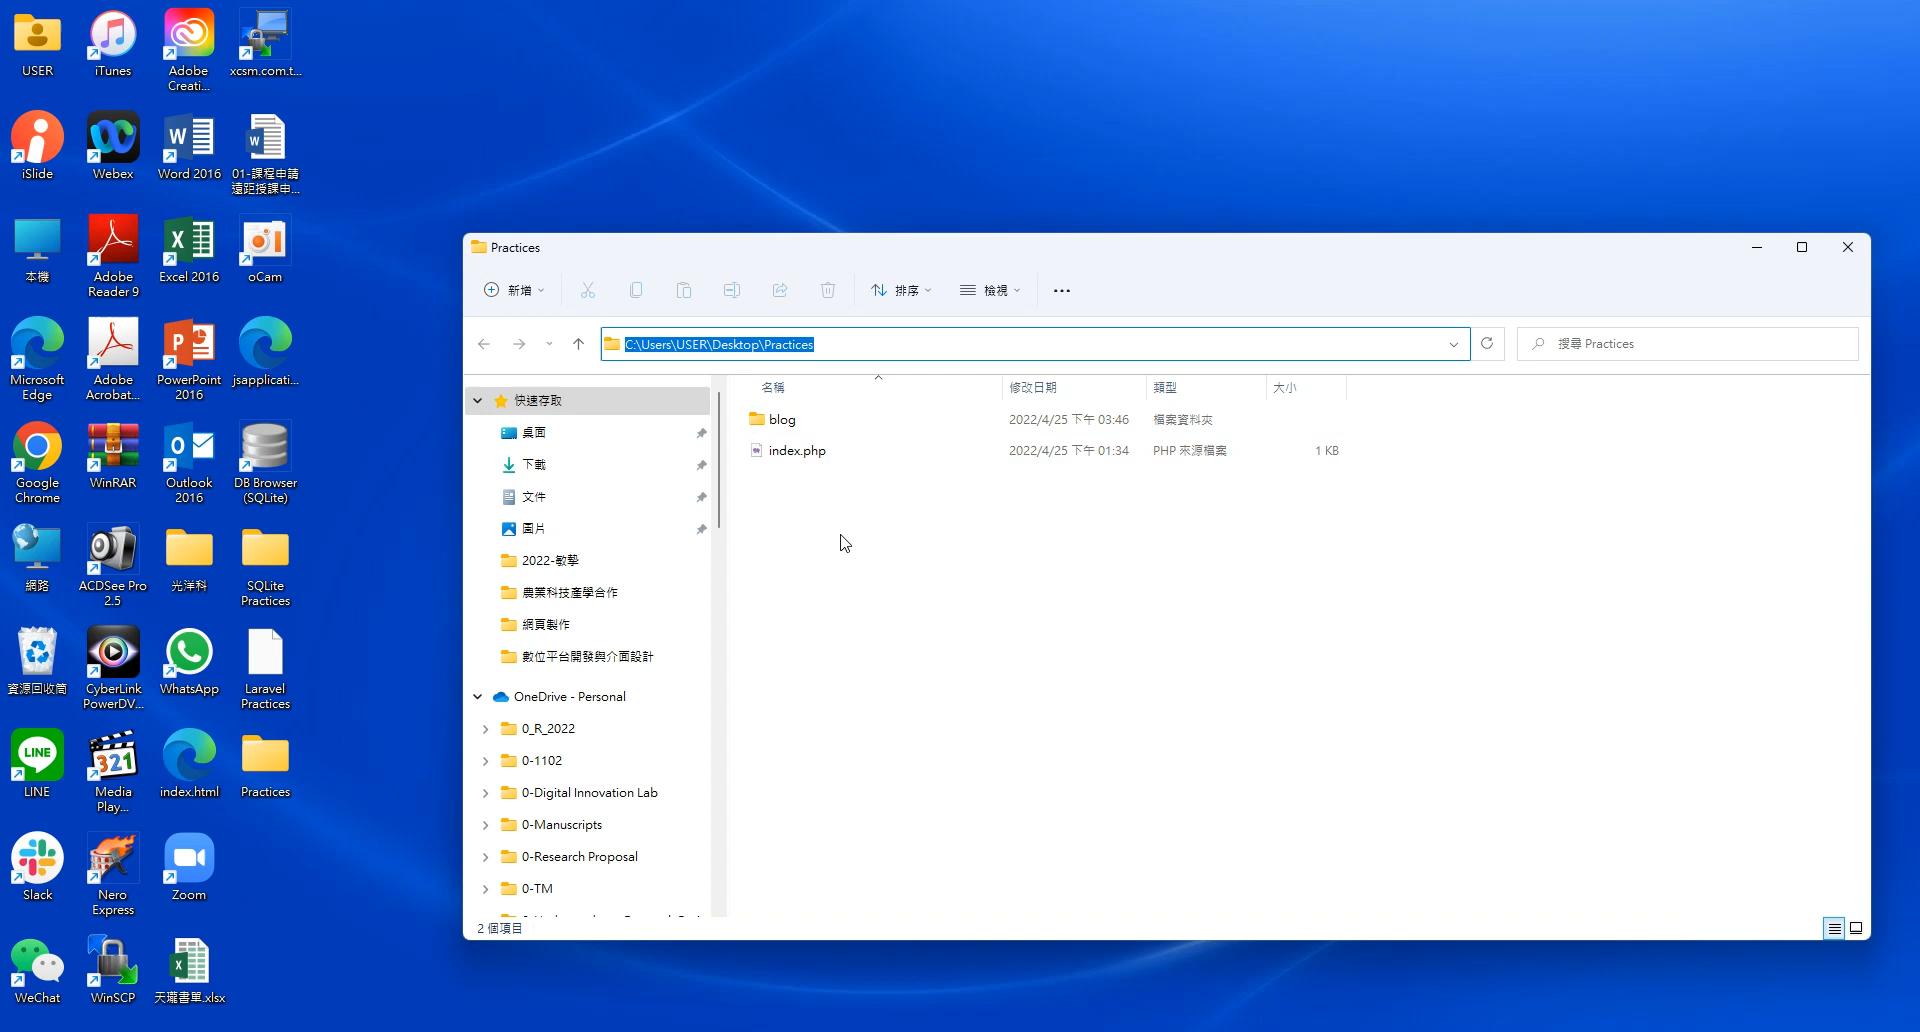 USER
iTunes
Adobe
Creati...
xcsm.com.t...
iSlide
Webex
Word 2016
01-課程申請
遠距授課申...
本機
Adobe
Reader 9
Excel 2016
oCam
Microsoft
Edge
Adobe
Acrobat...
PowerPoint
2016
jsapplicati...
Google
Chrome
WinRAR
Outlook
2016
DB Browser
(SQLite)
網路
ACDSee Pro
2.5
光洋科
SQLite
Practices
資源回收筒
CyberLink
PowerDV...
WhatsApp
Laravel
Practices
LINE
LINE
321
Media
Play...
index.html
Practices
Slack
Nero
Express
Zoom
WeChat
WinSCP
天瓏書單.xlsx
Practices
新增
排序
檢視
C:\Users\USER\Desktop\Practices
搜尋 Practices
名稱 修改日期 類型 大小
blog 2022/4/25 下午 03:46 檔案資料夾
index.php 2022/4/25 下午 01:34 PHP 來源檔案 1 KB
快速存取
桌面
下載
文件
圖片
2022-敏摯
農業科技產學合作
網頁製作
數位平台開發與介面設計
OneDrive - Personal
0_R_2022
0-1102
0-Digital Innovation Lab
0-Manuscripts
0-Research Proposal
0-TM
2 個項目